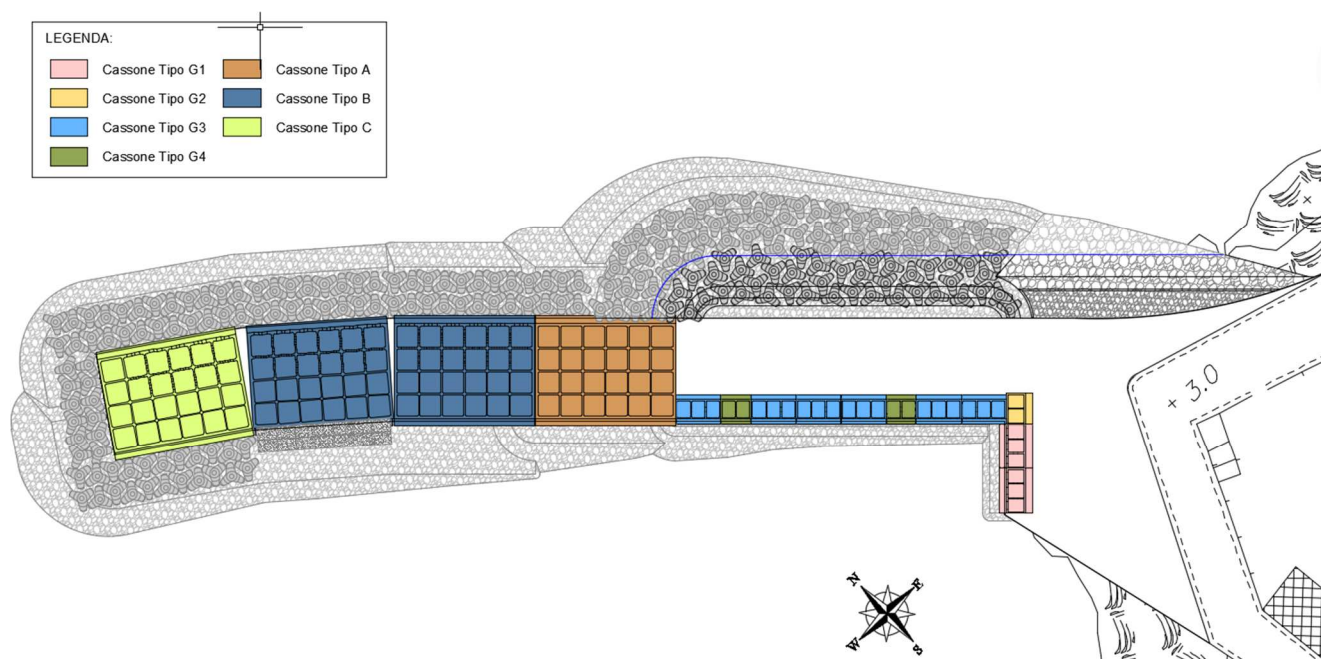 LEGENDA:
Cassone Tipo G1
Cassone Tipo A
Cassone Tipo G2
Cassone Tipo B
Cassone Tipo G3
Cassone Tipo C
Cassone Tipo G4
+ 3.0
N
E
W
S